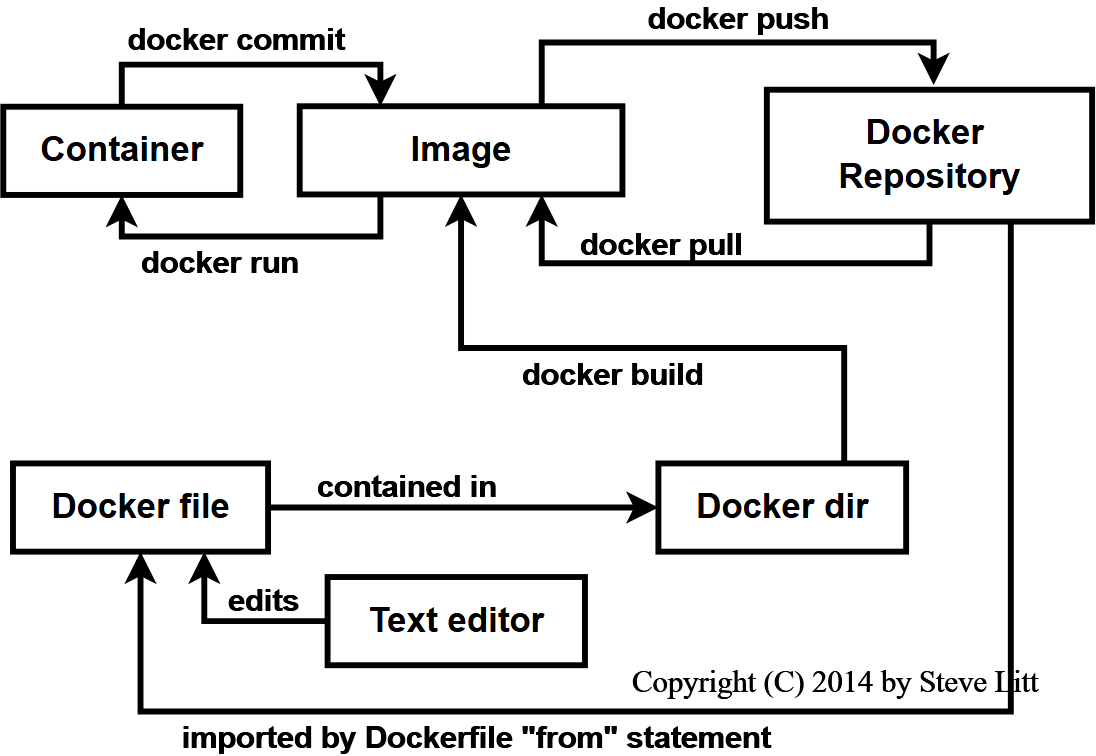 docker commit
docker push
Container
Image
Docker
Repository
docker run
docker pull
docker build
Docker file
contained in
Docker dir
edits
Text editor
Copyright (C) 2014 by Steve Litt
imported by Dockerfile "from" statement